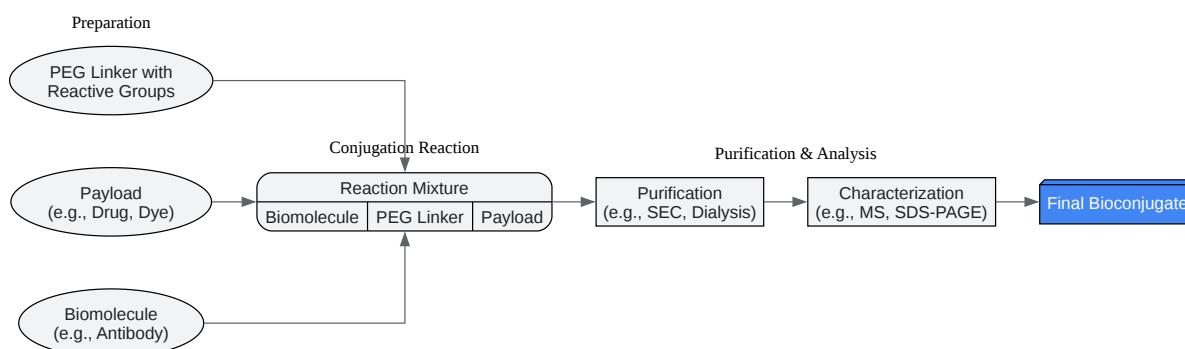 Preparation
PEG Linker with
Reactive Groups
Conjugation Reaction
Purification & Analysis
Payload
(e.g., Drug, Dye)
Reaction Mixture
Biomolecule
PEG Linker
Payload
Purification
(e.g., SEC, Dialysis)
Characterization
(e.g., MS, SDS-PAGE)
Final Bioconjugate
Biomolecule
(e.g., Antibody)